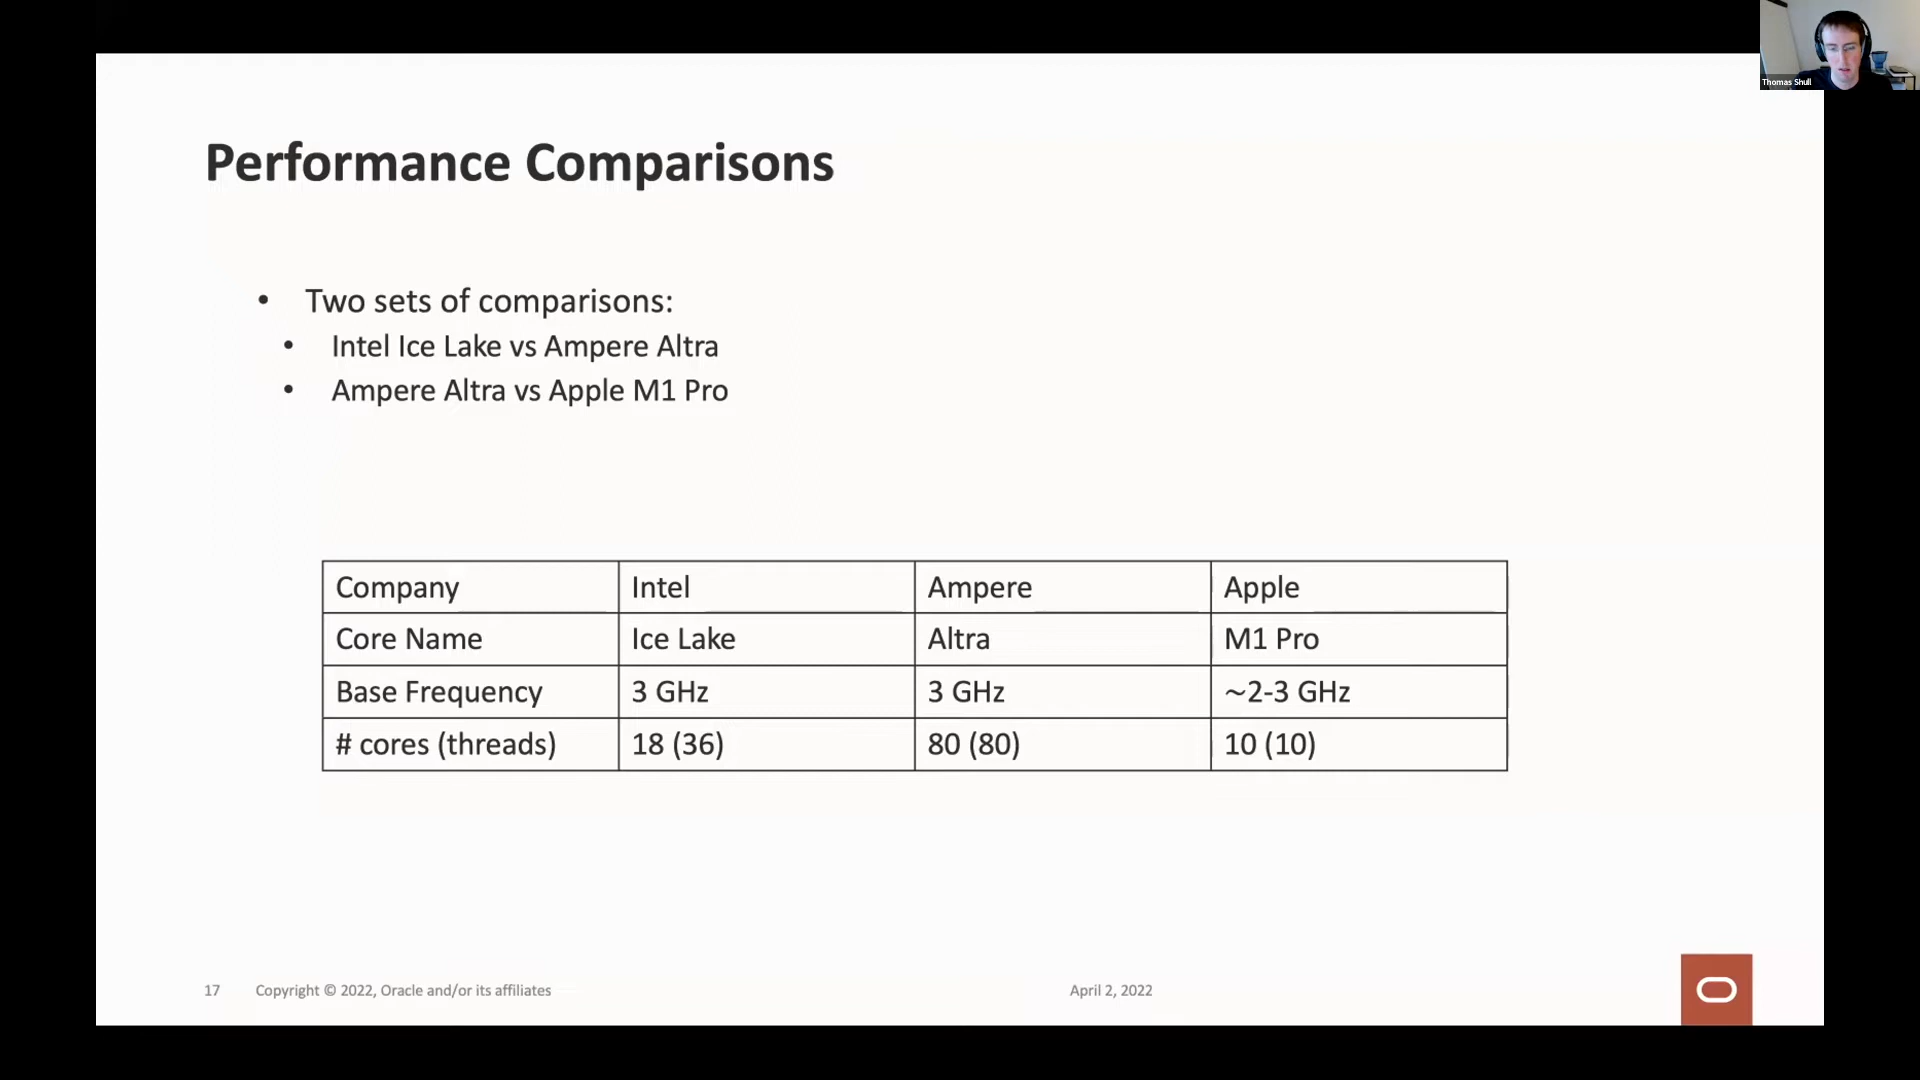 Thomas Shull
Performance Comparisons
• Two sets of comparisons:
• Intel Ice Lake vs Ampere Altra
• Ampere Altra vs Apple M1 Pro
Company Intel Ampere Apple
Core Name Ice Lake Altra M1 Pro
Base Frequency 3 GHz 3 GHz ~2-3 GHz
# cores (threads) 18 (36) 80 (80) 10 (10)
17 Copyright © 2022, Oracle and/or its affiliates April 2, 2022